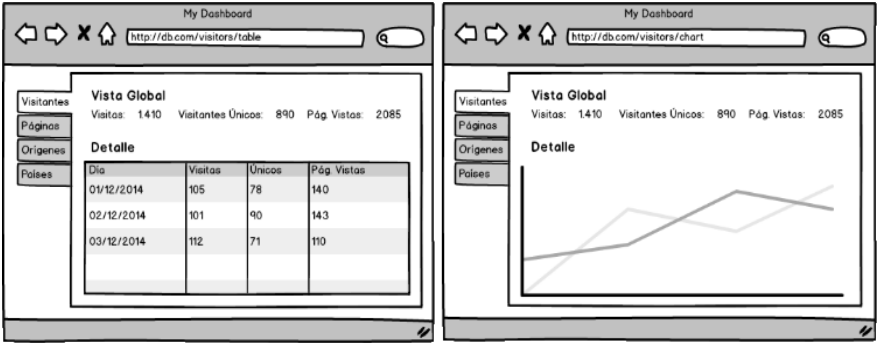 My Dashboard
http://db.com/visitors/table
Visitantes
Páginas
Orígenes
Países
Vista Global
Visitas: 1.410 Visitantes Únicos: 890 Pág. Vistas: 2085
Detalle
Día Visitas Únicos Pág. Vistas
01/12/2014 105 78 140
02/12/2014 101 90 143
03/12/2014 112 71 110
My Dashboard
http://db.com/visitors/chart
Visitantes
Páginas
Orígenes
Países
Vista Global
Visitas: 1.410 Visitantes Únicos: 890 Pág. Vistas: 2085
Detalle